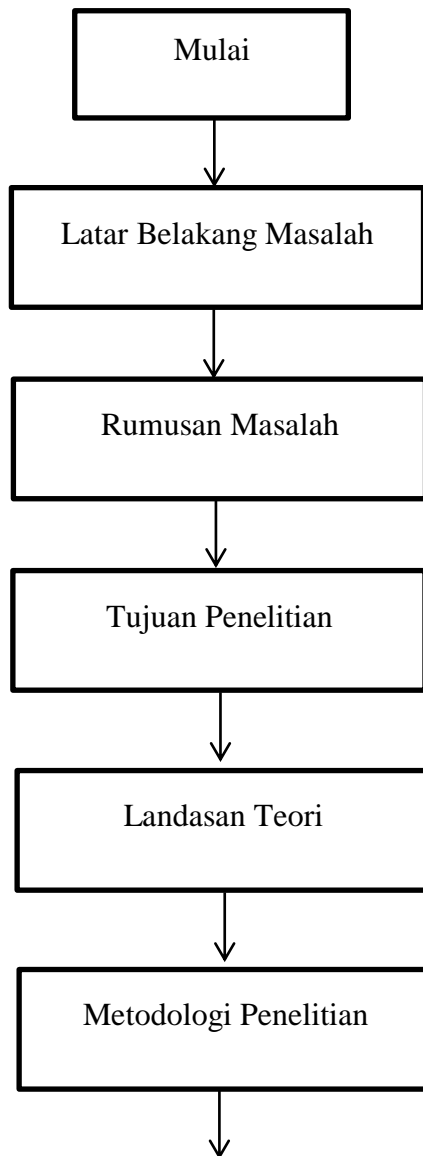 Mulai
Latar Belakang Masalah
Rumusan Masalah
Tujuan Penelitian
Landasan Teori
Metodologi Penelitian